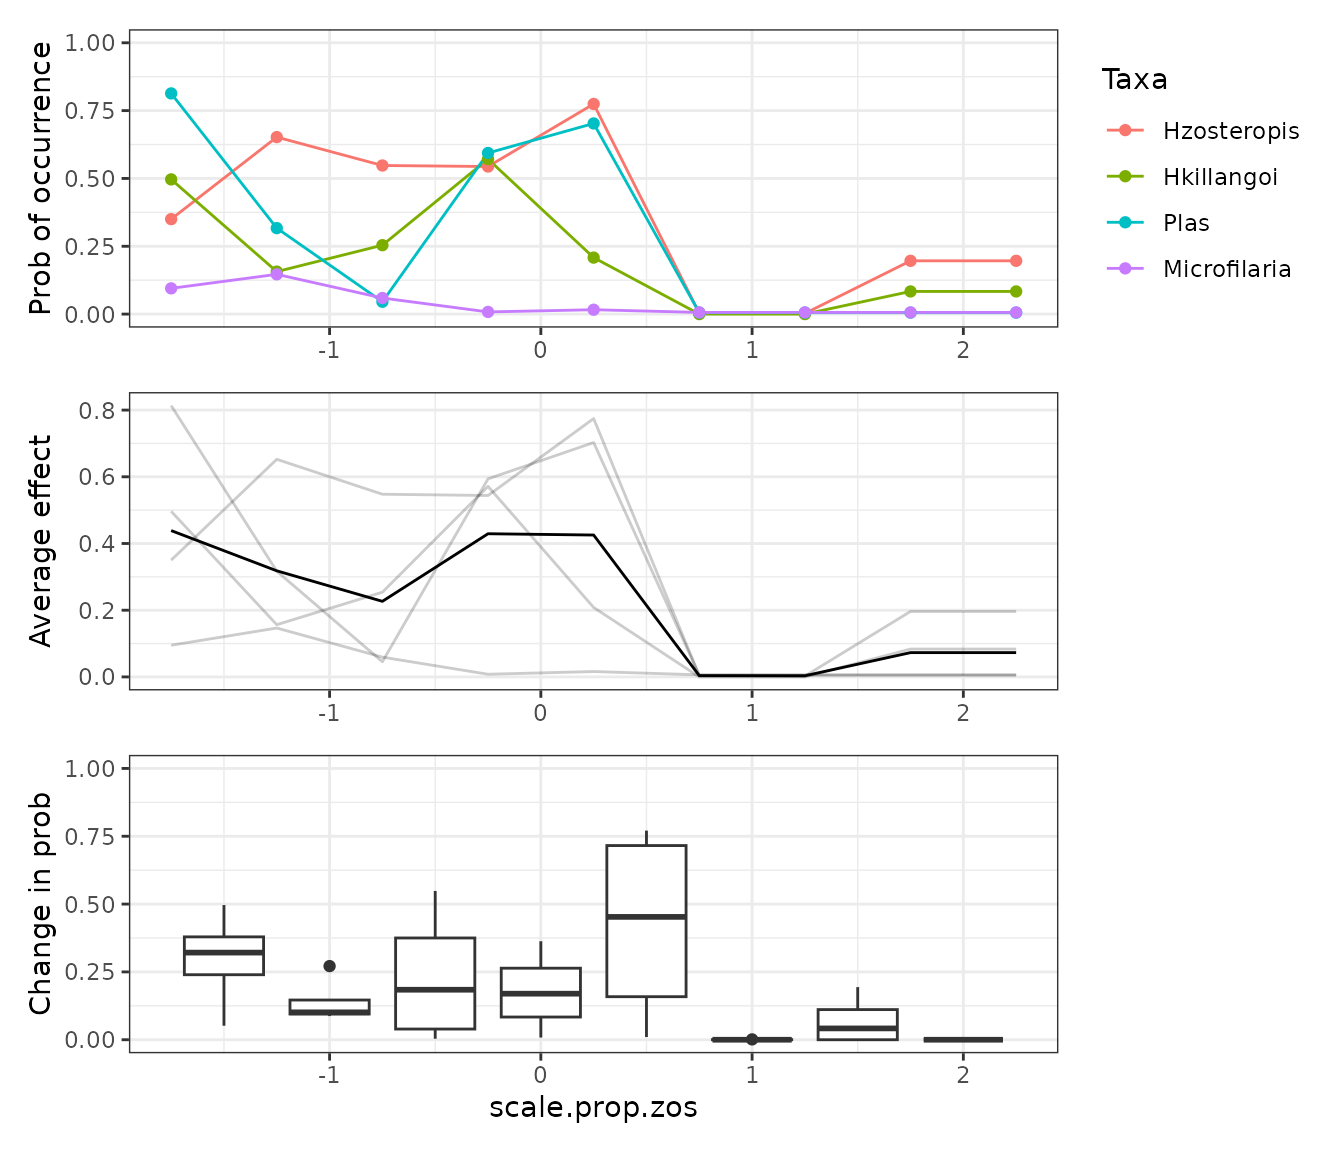 Prob of occurrence
1.00
0.75
0.50
0.25
0.00
-1 0 1 2
Taxa
Hzosteropis
Hkillangoi
Plas
Microfilaria
Average effect
0.8
0.6
0.4
0.2
0.0
-1 0 1 2
Change in prob
1.00
0.75
0.50
0.25
0.00
-1 0 1 2
scale.prop.zos